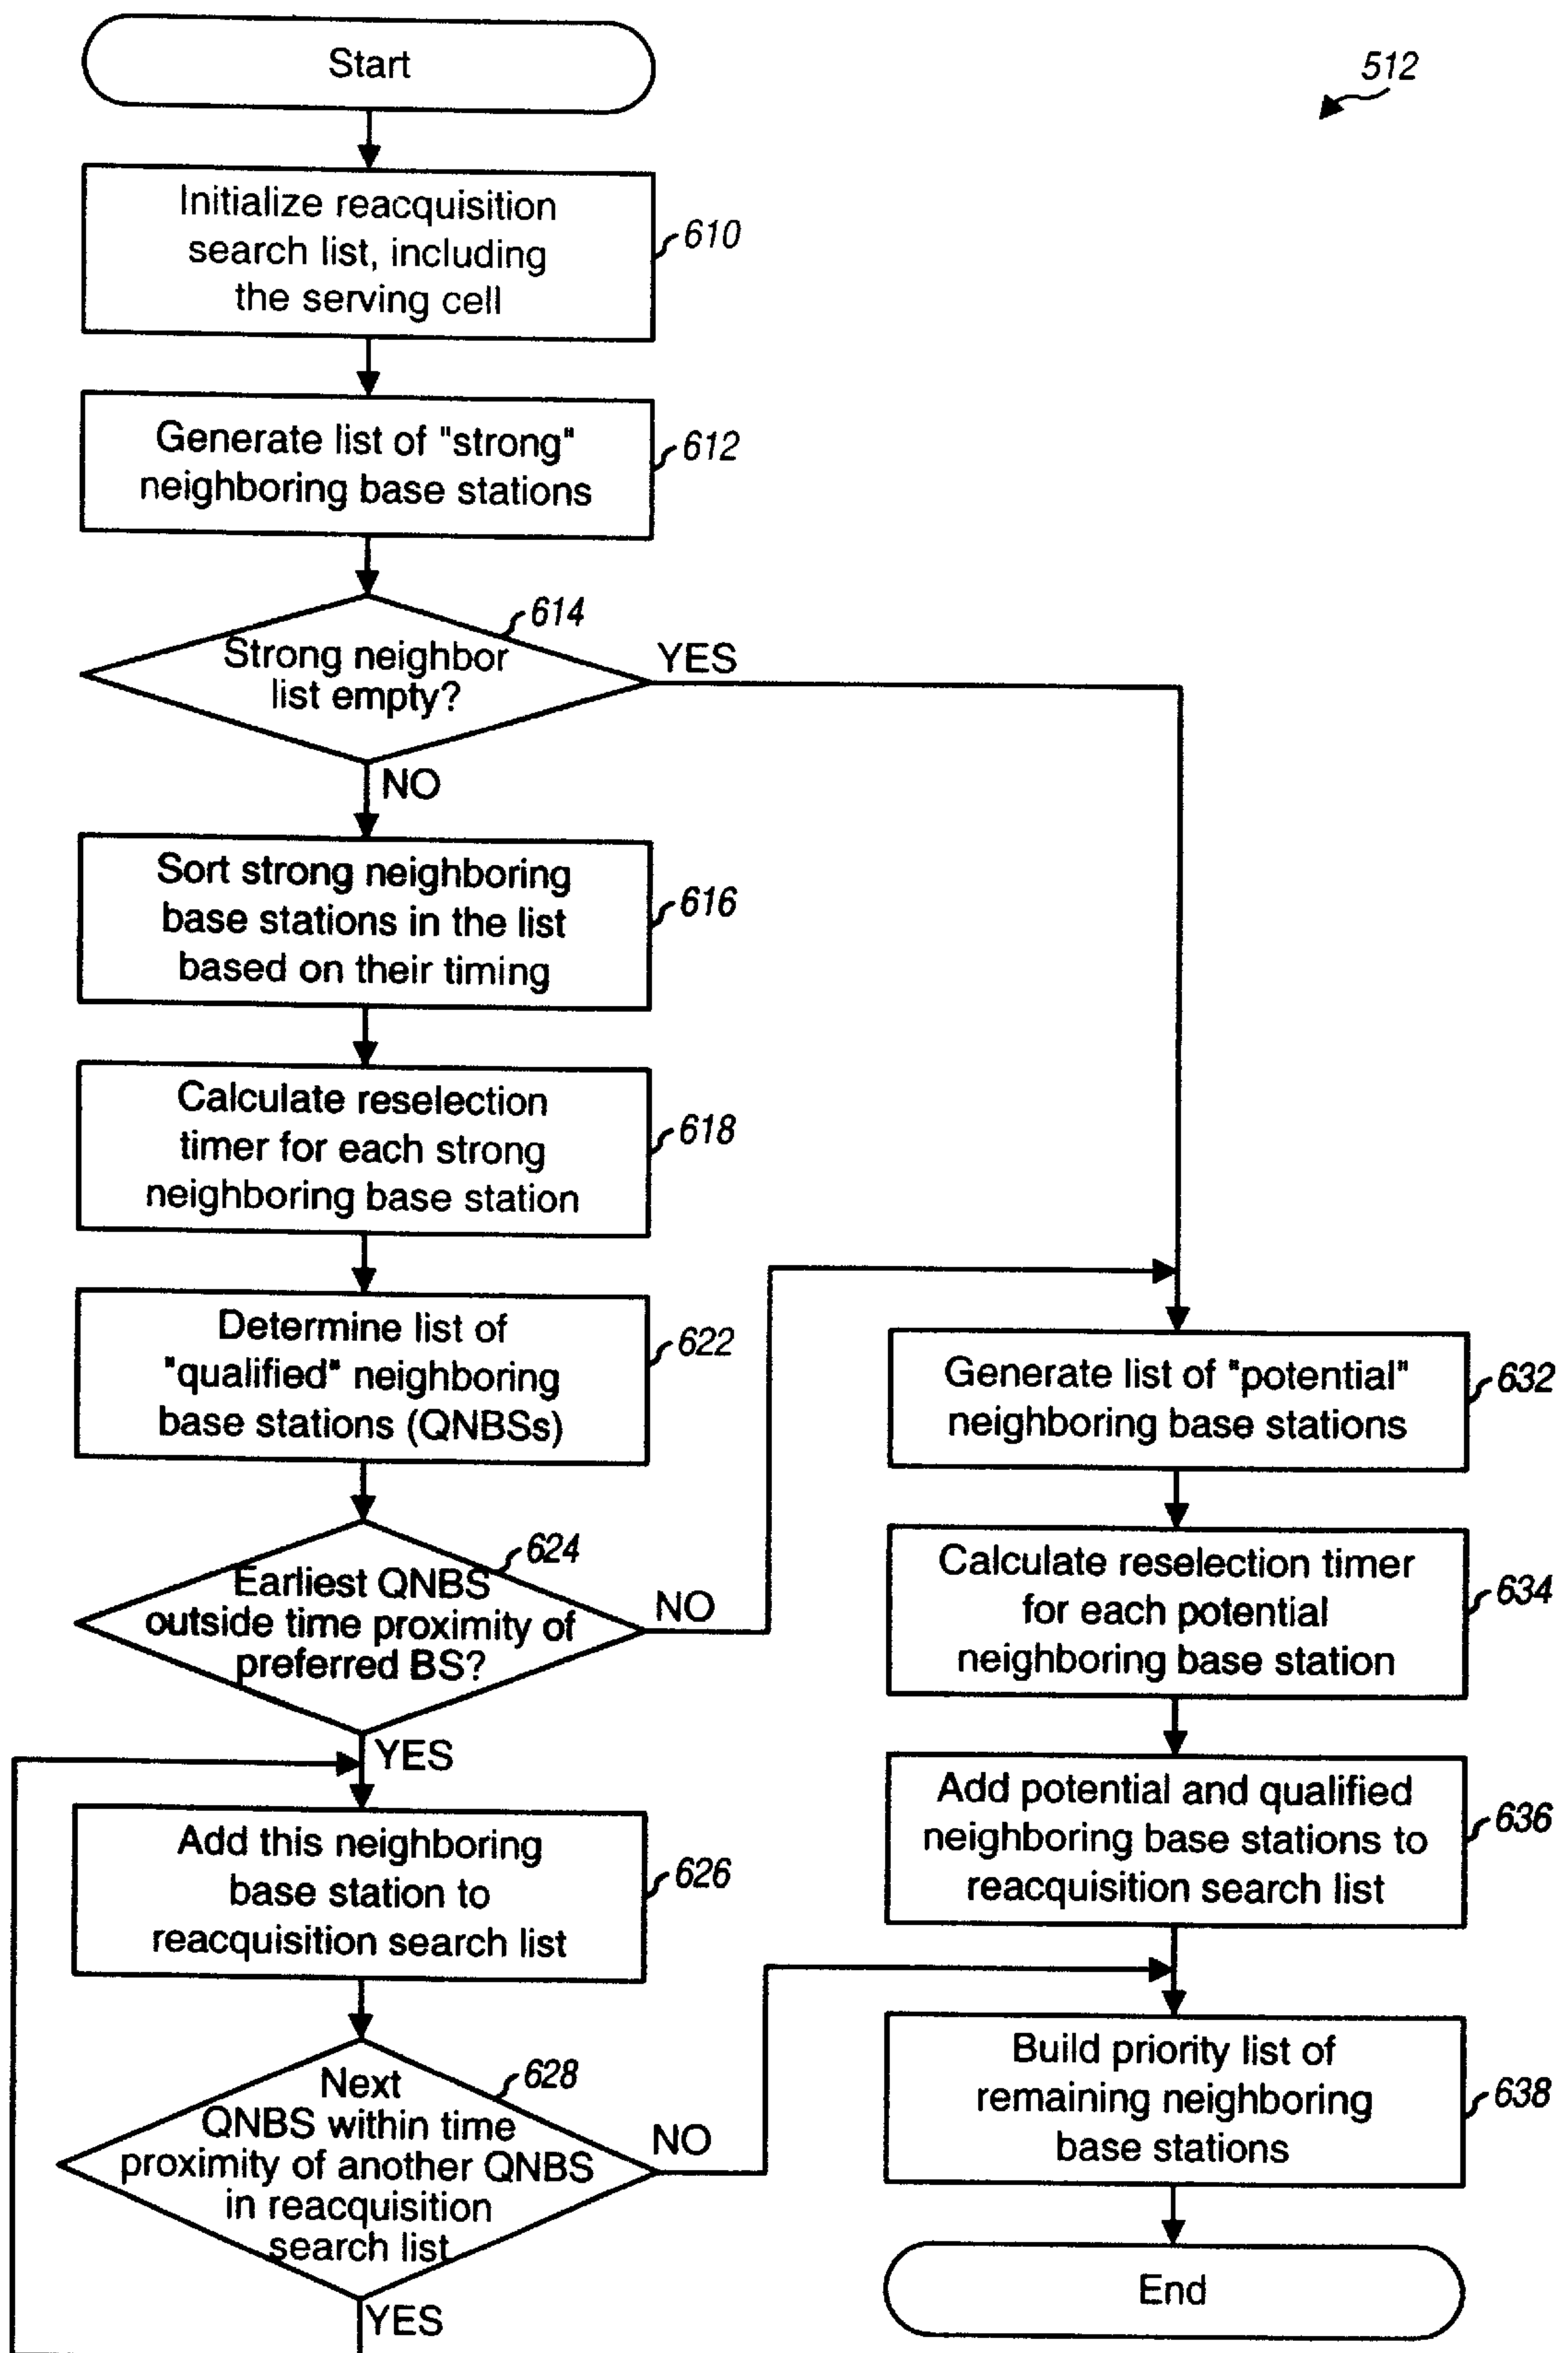 Start
512
Initialize reacquisition
search list, including
the serving cell
610
Generate list of "strong"
neighboring base stations
612
614
Strong neighbor
list empty?
YES
NO
Sort strong neighboring
base stations in the list
based on their timing
616
Calculate reselection
timer for each strong
neighboring base station
618
Determine list of
"qualified" neighboring
base stations (QNBSs)
622
624
Earliest QNBS
outside time proximity of
preferred BS?
NO
YES
Add this neighboring
base station to
reacquisition search list
626
628
Next
QNBS within time
proximity of another QNBS
in reacquisition
search list
NO
YES
Generate list of "potential"
neighboring base stations
632
Calculate reselection timer
for each potential
neighboring base station
634
Add potential and qualified
neighboring base stations to
reacquisition search list
636
Build priority list of
remaining neighboring
base stations
638
End